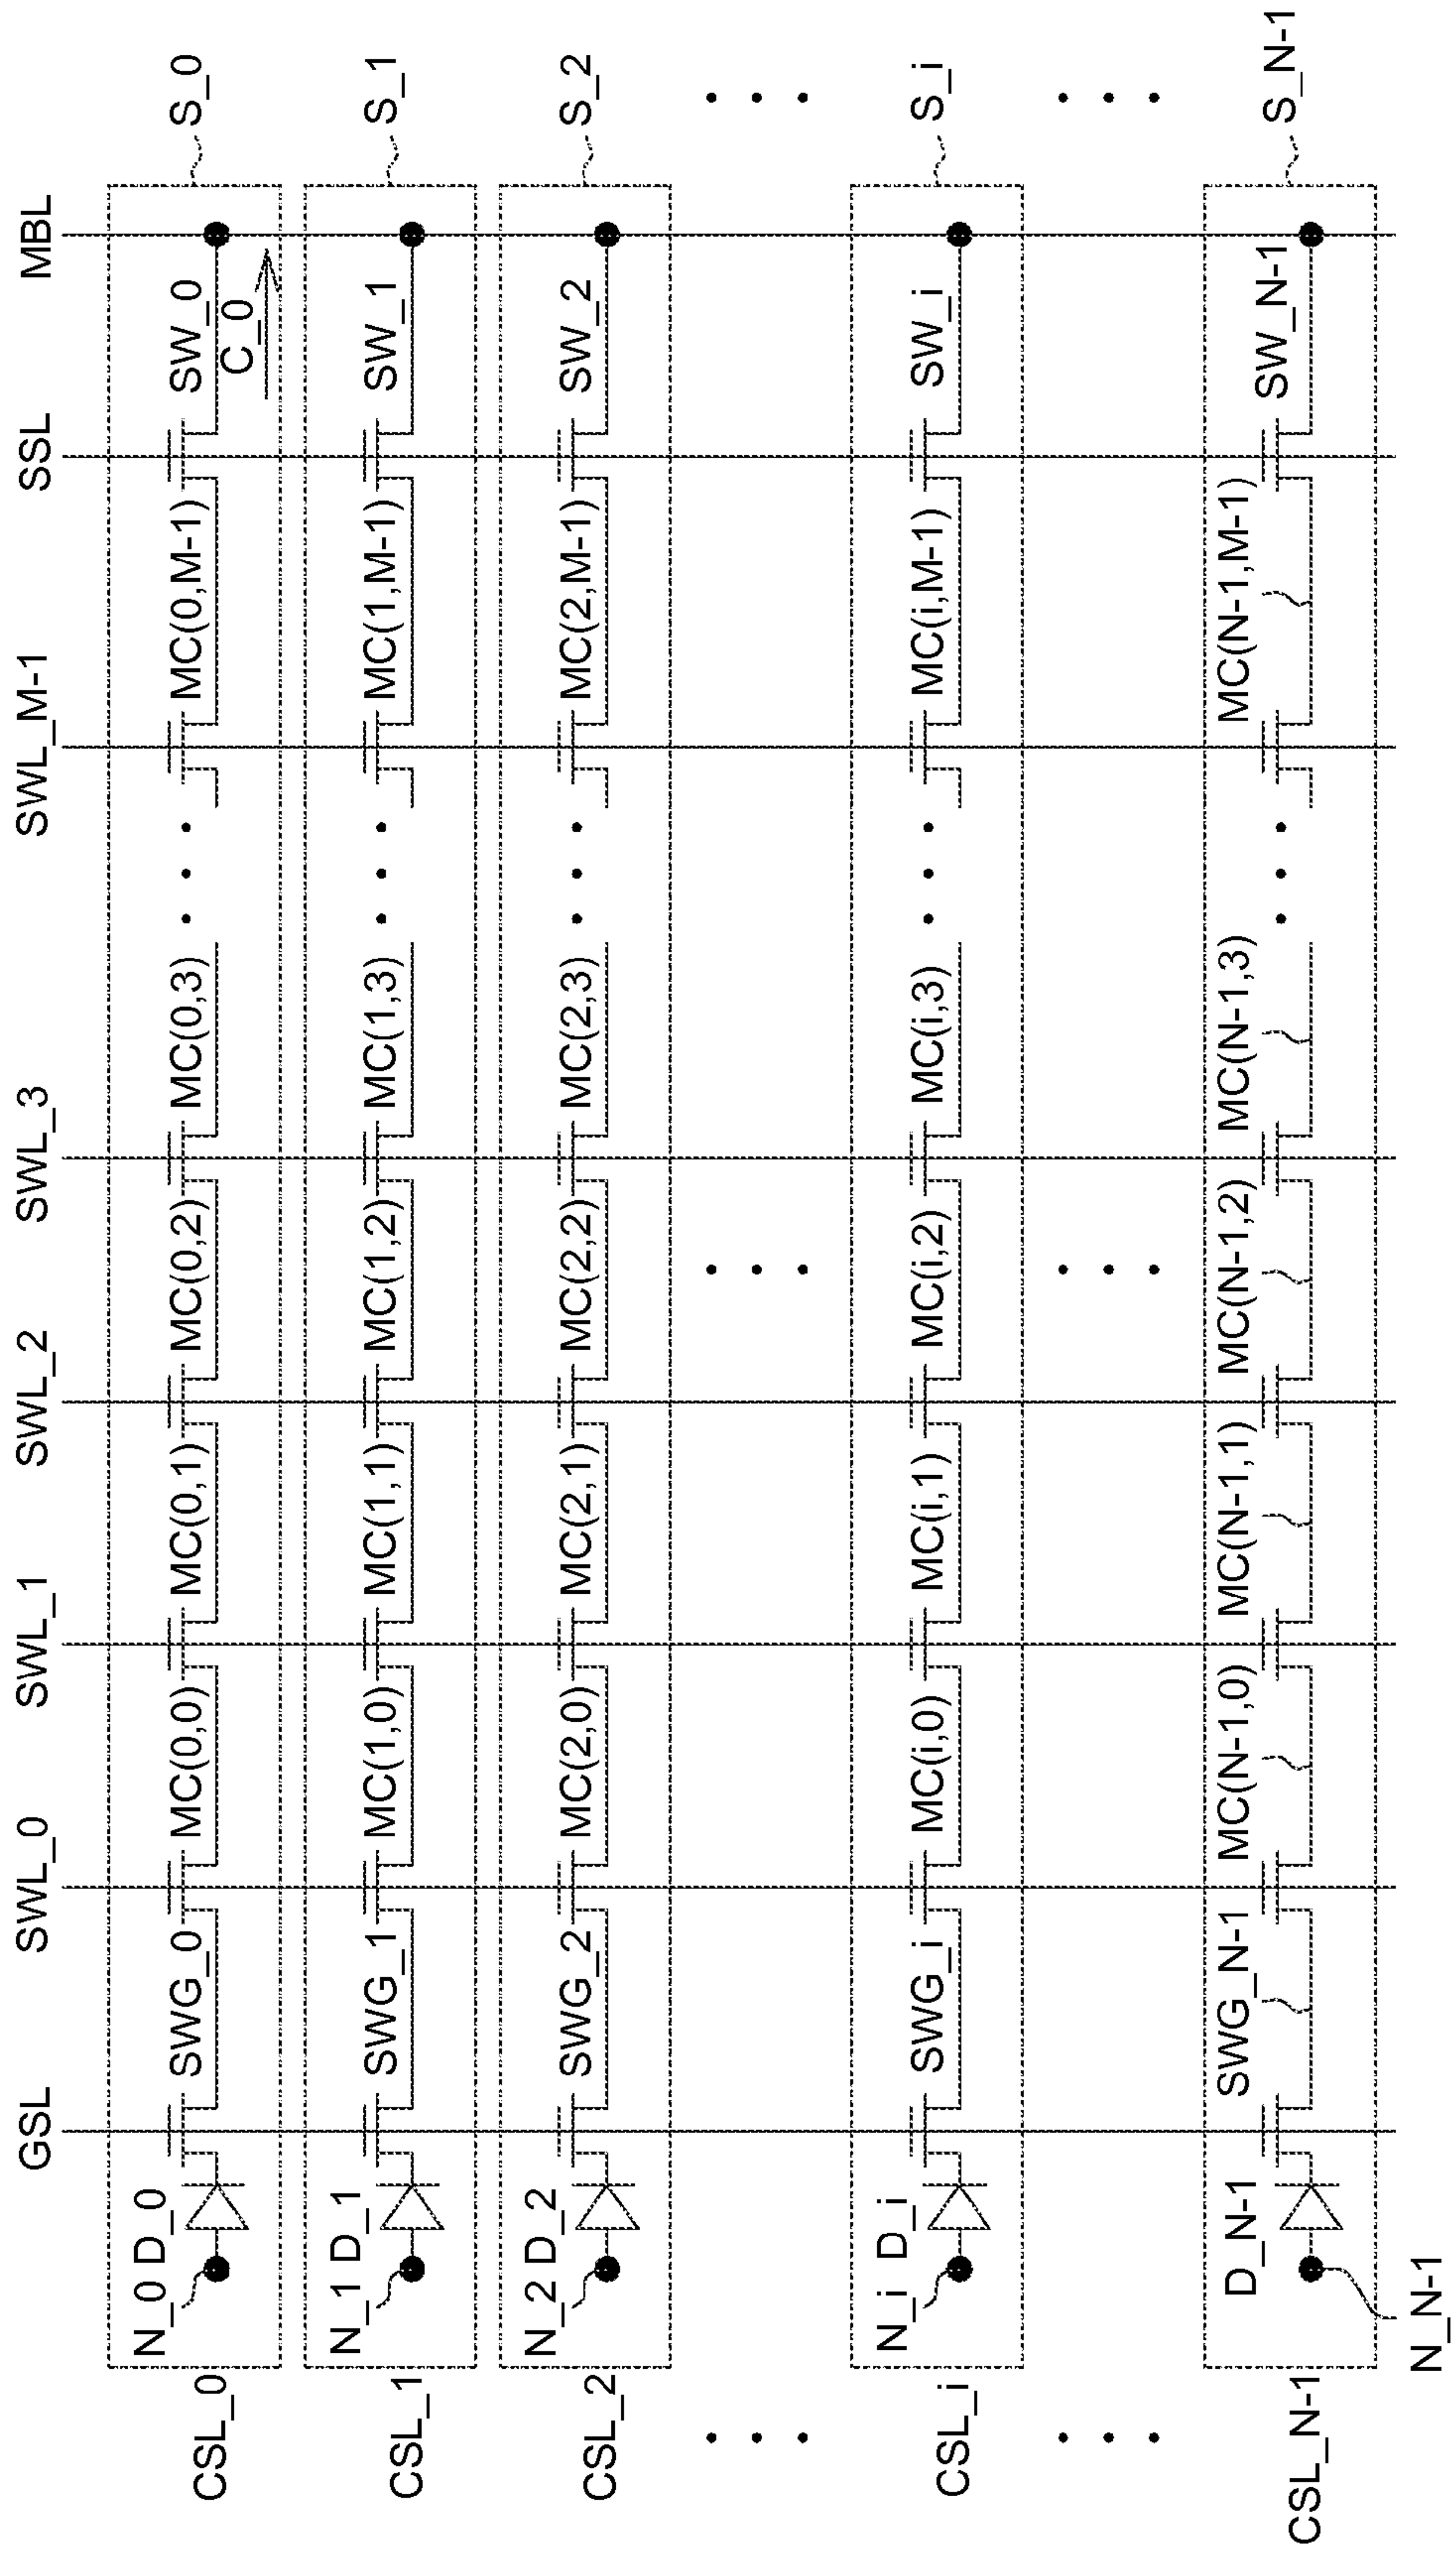 GSL SWL_0 SWL_1 SWL_2 SWL_3 SWL_M-1 SSL MBL
N_0 D_0
CSL_0 SWG_0 MC(0,0) MC(0,1) MC(0,2) MC(0,3) MC(0,M-1) SW_0 S_0
C_0
N_1 D_1
CSL_1 SWG_1 MC(1,0) MC(1,1) MC(1,2) MC(1,3) MC(1,M-1) SW_1 S_1
N_2 D_2
CSL_2 SWG_2 MC(2,0) MC(2,1) MC(2,2) MC(2,3) MC(2,M-1) SW_2 S_2
N_i D_i
CSL_i SWG_i MC(i,0) MC(i,1) MC(i,2) MC(i,3) MC(i,M-1) SW_i S_i
SWG_N-1 MC(N-1,0) MC(N-1,1) MC(N-1,2) MC(N-1,3) MC(N-1,M-1)
D_N-1 SW_N-1 S_N-1
CSL_N-1
N_N-1